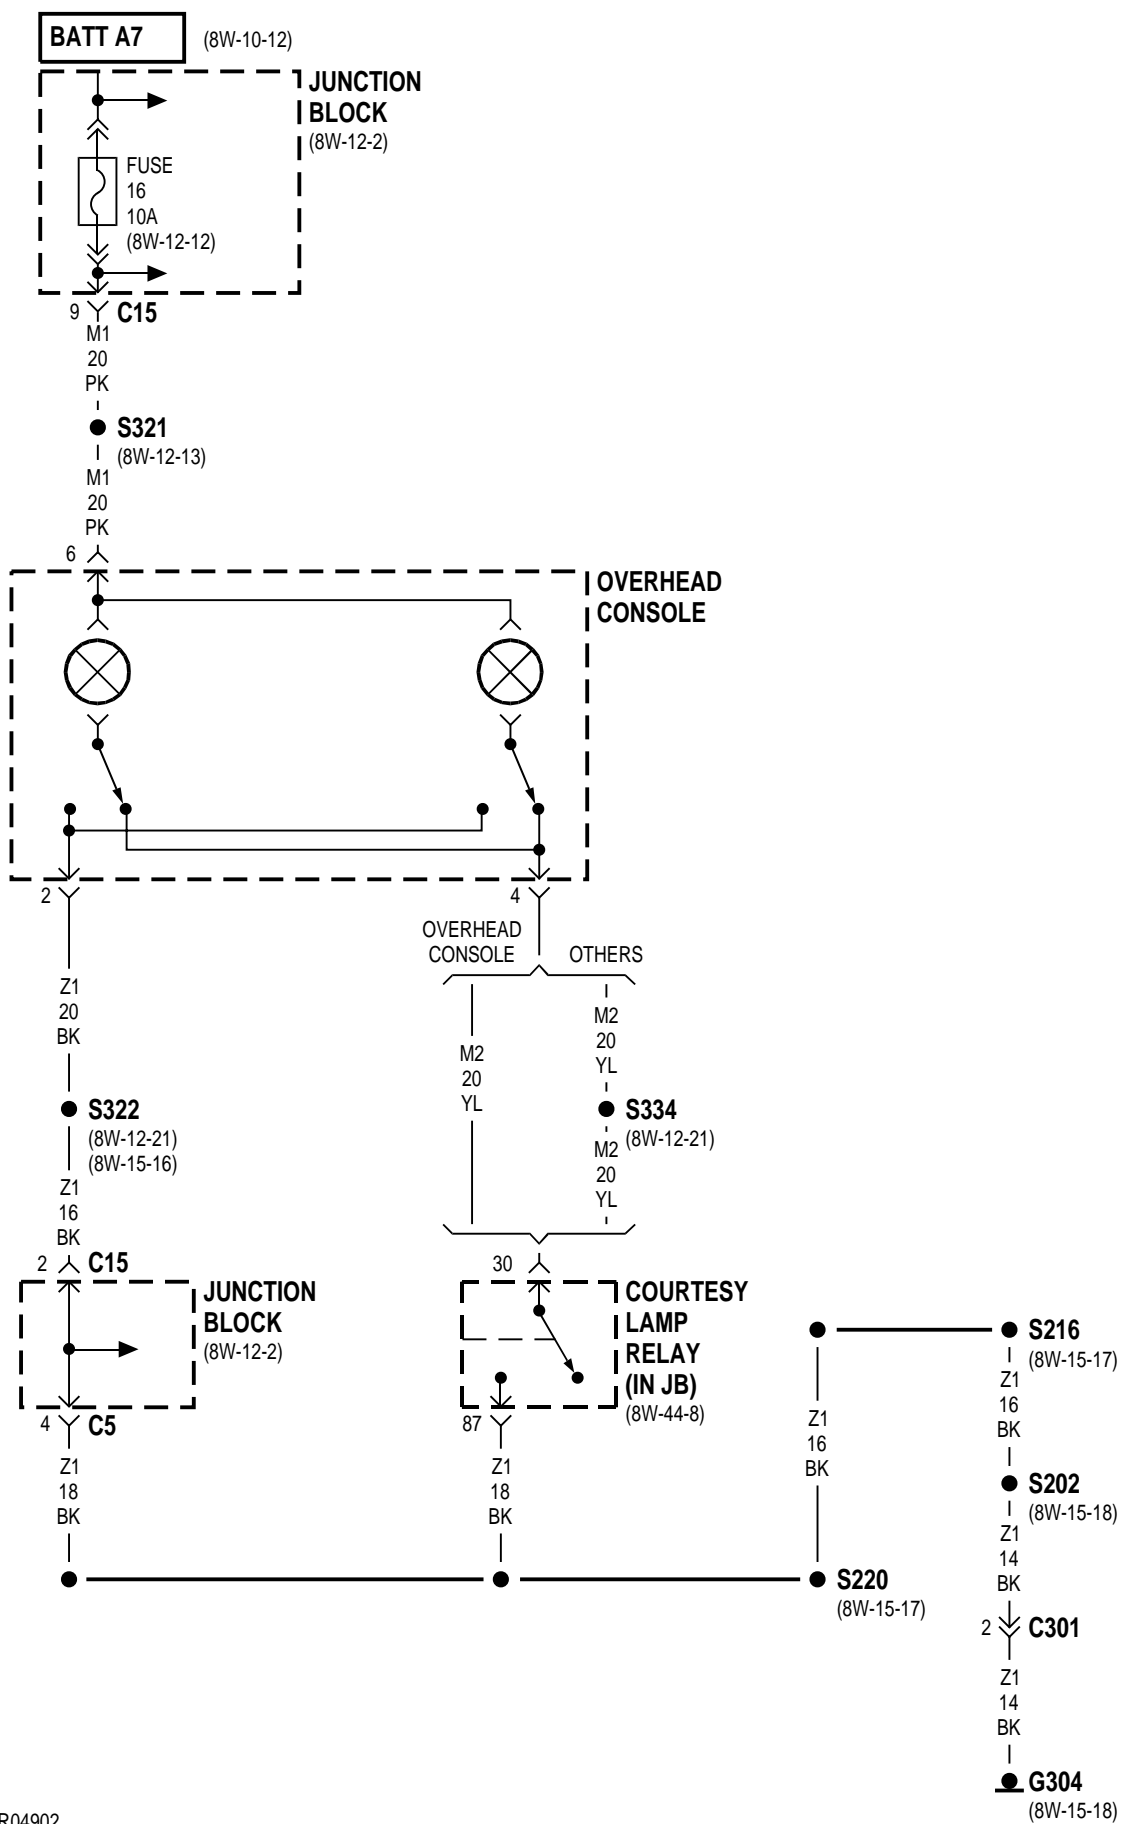 BATT A7
(8W-10-12)
JUNCTION
BLOCK
(8W-12-2)
FUSE
16
10A
(8W-12-12)
9
C15
M1
20
PK
S321
(8W-12-13)
M1
20
PK
6
OVERHEAD
CONSOLE
2
4
OVERHEAD
CONSOLE
OTHERS
Z1
20
BK
M2
20
YL
M2
20
YL
S322
(8W-12-21)
(8W-15-16)
S334
(8W-12-21)
Z1
16
BK
M2
20
YL
2
C15
JUNCTION
BLOCK
(8W-12-2)
4
C5
30
COURTESY
LAMP
RELAY
(IN JB)
(8W-44-8)
87
Z1
18
BK
Z1
18
BK
Z1
16
BK
S220
(8W-15-17)
S216
(8W-15-17)
Z1
16
BK
S202
(8W-15-18)
Z1
14
BK
2
C301
Z1
14
BK
G304
(8W-15-18)
R04902